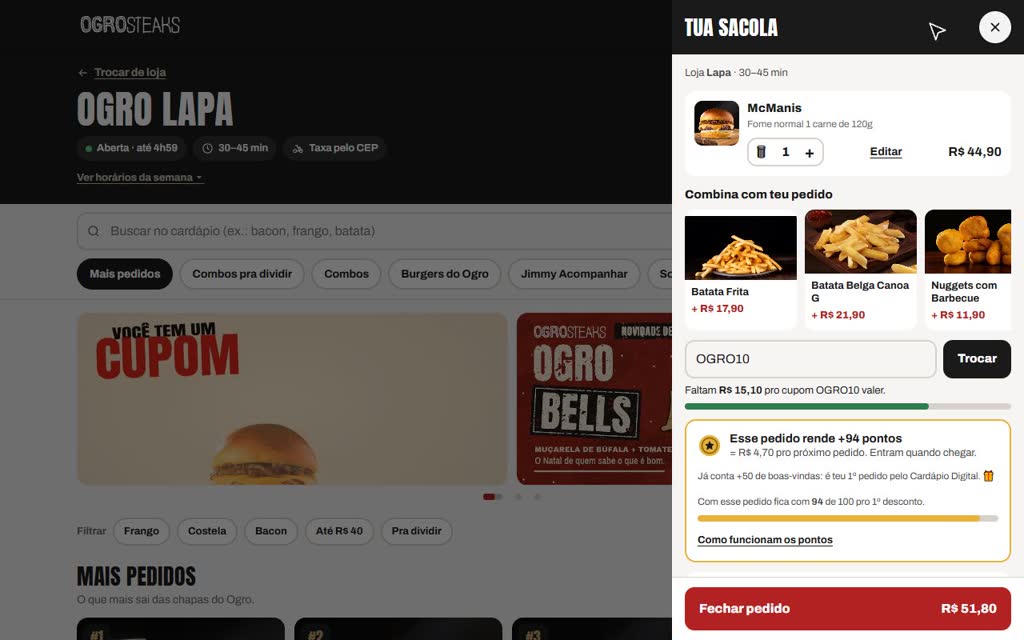 OGROSTEAKS
Trocar de loja
OGRO LAPA
Aberta · até 4h59
30–45 min
Taxa pelo CEP
Ver horários da semana
Buscar no cardápio (ex.: bacon, frango, batata)
Mais pedidos
Combos pra dividir
Combos
Burgers do Ogro
Jimmy Acompanhar
VOCÊ TEM UM
CUPOM
OGROSTEAKS
NOVIDADE DE
OGRO
BELLS
MUÇARELA DE BÚFALA + TOMATE
O Natal de quem sabe o que é bom.
Filtrar
Frango
Costela
Bacon
Até R$ 40
Pra dividir
MAIS PEDIDOS
O que mais sai das chapas do Ogro.
#1
#2
#3
TUA SACOLA
Loja Lapa · 30–45 min
McManis
Fome normal 1 carne de 120g
1 +
Editar
R$ 44,90
Combina com teu pedido
Batata Frita
+ R$ 17,90
Batata Belga Canoa
G
+ R$ 21,90
Nuggets com
Barbecue
+ R$ 11,90
OGRO10
Trocar
Faltam R$ 15,10 pro cupom OGRO10 valer.
Esse pedido rende +94 pontos
= R$ 4,70 pro próximo pedido. Entram quando chegar.
Já conta +50 de boas-vindas: é teu 1º pedido pelo Cardápio Digital.
Com esse pedido fica com 94 de 100 pro 1º desconto.
Como funcionam os pontos
Fechar pedido
R$ 51,80